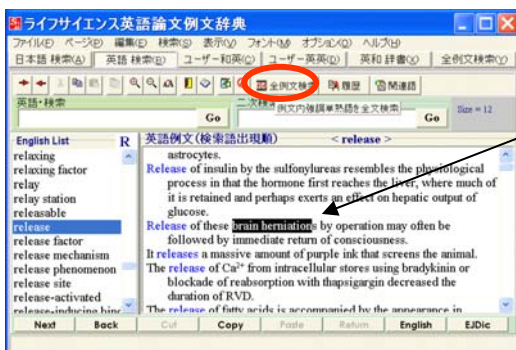 ライフサイエンス英語論文例文辞典
ファイル(F) ページ(P) 編集(E) 検索(S) 表示(V) フォント(M) オプション(O) ヘルプ(H)
日本語検索(A) 英語検索(B) ユーザー和英(C) ユーザー英英(D) 英和辞書(X) 全例文検索(Y)
全例文検索 履歴 関連語
英語・検索
Go
例文内強調単熟語を全文検索
Go
Size = 12
English List R
relaxing
relaxing factor
relay
relay station
releasable
release
release factor
release mechanism
release phenomenon
release site
release-activated
英語例文(検索語出現順) < release >
astrocytes.
Release of insulin by the sulfonylureas resembles the physiological
process in that the hormone first reaches the liver, where much of
it is retained and perhaps exerts an effect on hepatic output of
glucose.
Release of these brain herniations by operation may often be
followed by immediate return of consciousness.
It releases a massive amount of purple ink that screens the animal.
The release of Ca2+ from intracellular stores using bradykinin or
blockade of reabsorption with thapsigargin decreased the
duration of RVD.
The release of fatty acids is accompanied by the appearance in
Next Back Cut Copy Paste Return English EJDic